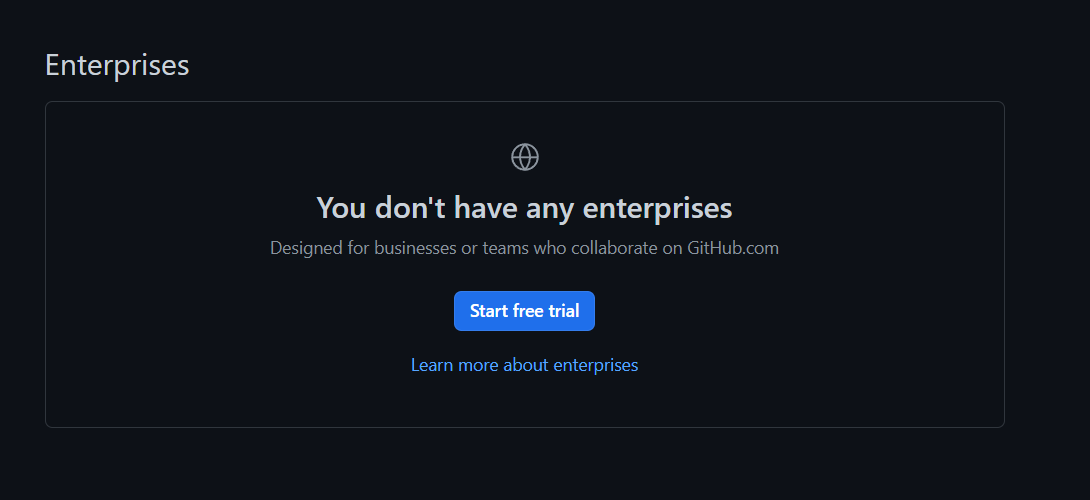 Enterprises
You don't have any enterprises
Designed for businesses or teams who collaborate on GitHub.com
Start free trial
Learn more about enterprises